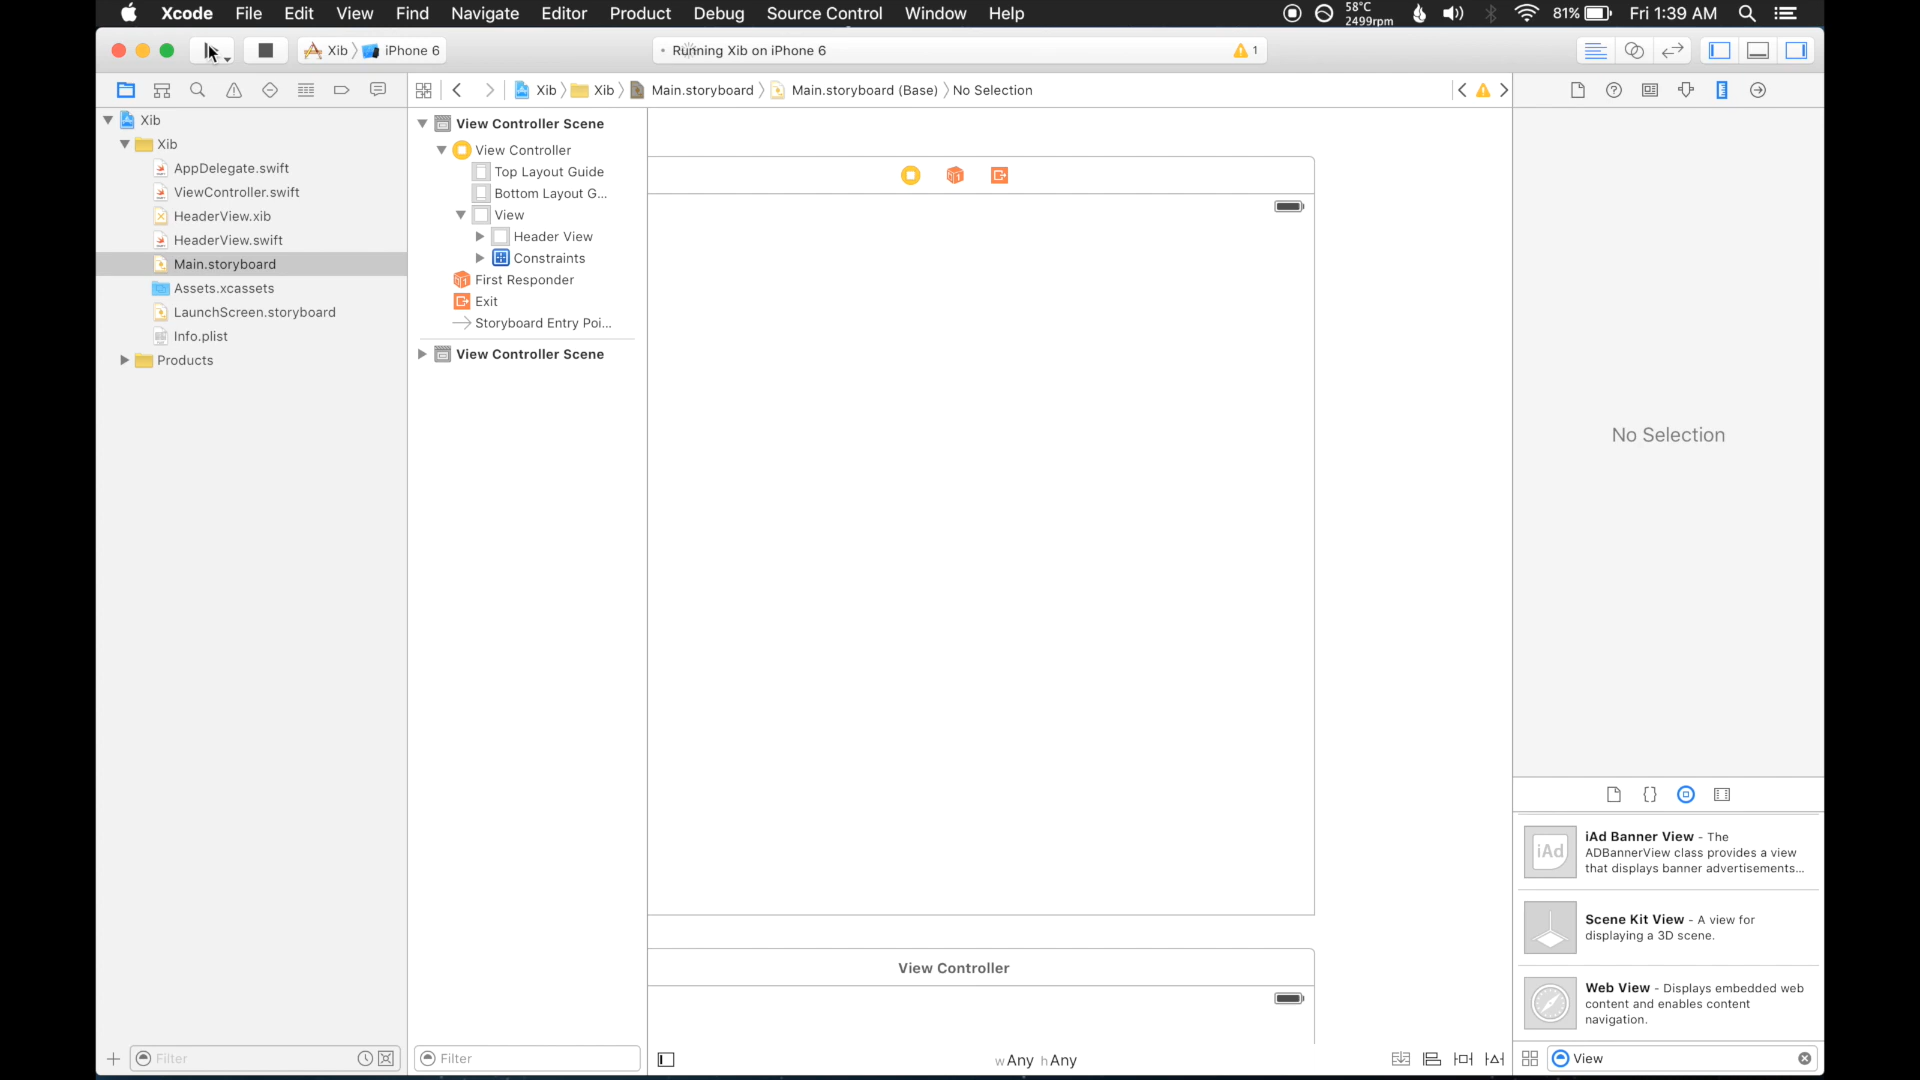 Xcode File Edit View Find Navigate Editor Product Debug Source Control Window Help 58°C 2499rpm 81% Fri 1:39 AM
Xib iPhone 6 Running Xib on iPhone 6 1
Xib Xib Main.storyboard Main.storyboard (Base) No Selection
Xib
Xib
AppDelegate.swift
ViewController.swift
HeaderView.xib
HeaderView.swift
Main.storyboard
Assets.xcassets
LaunchScreen.storyboard
Info.plist
Products
View Controller Scene
View Controller
Top Layout Guide
Bottom Layout G...
View
Header View
Constraints
First Responder
Exit
Storyboard Entry Poi...
View Controller Scene
View Controller
No Selection
iAd
iAd Banner View - The
ADBannerView class provides a view
that displays banner advertisements...
Scene Kit View - A view for
displaying a 3D scene.
Web View - Displays embedded web
content and enables content
navigation.
Filter
Filter
wAny hAny
View